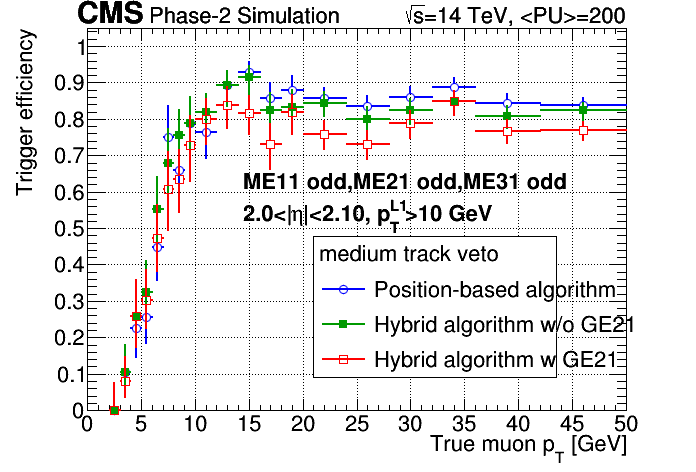 CMS Phase-2 Simulation √s=14 TeV, <PU>=200
Trigger efficiency
1
0.9
0.8
0.7
0.6
0.5
0.4
0.3
0.2
0.1
0
ME11 odd,ME21 odd,ME31 odd
2.0<|η|<2.10, p_T^L1>10 GeV
medium track veto
Position-based algorithm
Hybrid algorithm w/o GE21
Hybrid algorithm w GE21
0 5 10 15 20 25 30 35 40 45 50
True muon p_T [GeV]